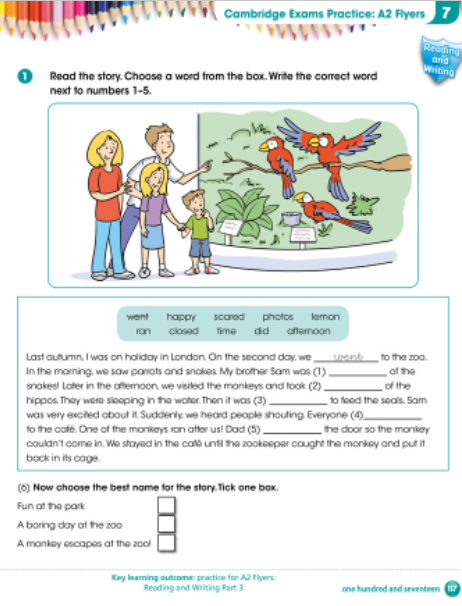 Cambridge Exams Practice: A2 Flyers 7
Reading
and
Writing
1 Read the story. Choose a word from the box. Write the correct word
next to numbers 1–5.
went happy scared photos lemon
ran closed time did afternoon
Last autumn, I was on holiday in London. On the second day, we went to the zoo.
In the morning, we saw parrots and snakes. My brother Sam was (1) __________ of the
snakes! Later in the afternoon, we visited the monkeys and took (2) __________ of the
hippos. They were sleeping in the water. Then it was (3) __________ to feed the seals. Sam
was very excited about it. Suddenly, we heard people shouting. Everyone (4)__________
to the café. One of the monkeys ran after us! Dad (5) __________ the door so the monkey
couldn't come in. We stayed in the café until the zookeeper caught the monkey and put it
back in its cage.
(6) Now choose the best name for the story. Tick one box.
Fun at the park
A boring day at the zoo
A monkey escapes at the zoo!
Key learning outcome: practice for A2 Flyers:
Reading and Writing Part 3
one hundred and seventeen 117